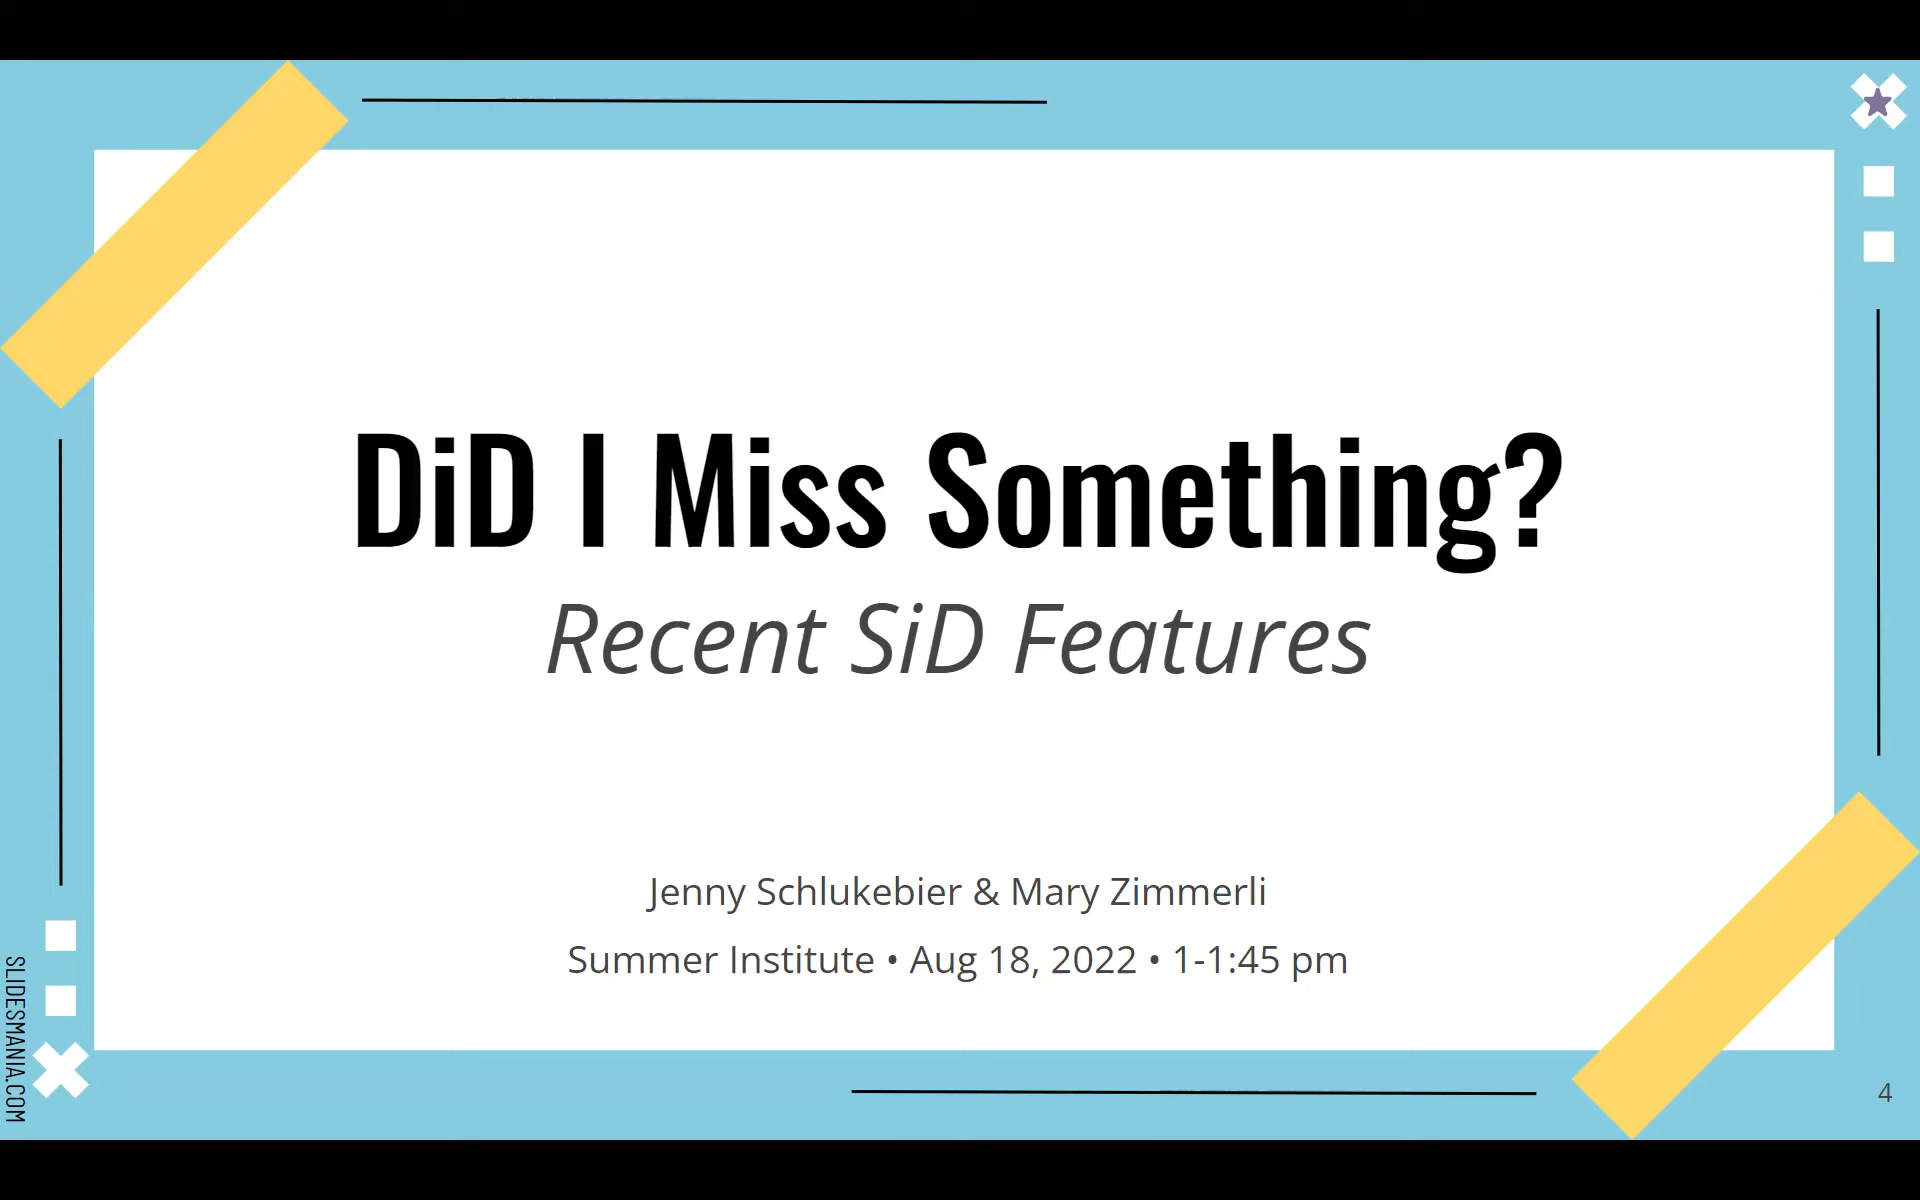 DiD I Miss Something?
Recent SiD Features
Jenny Schlukebier & Mary Zimmerli
Summer Institute • Aug 18, 2022 • 1-1:45 pm
SLIDESMANIA.COM
4